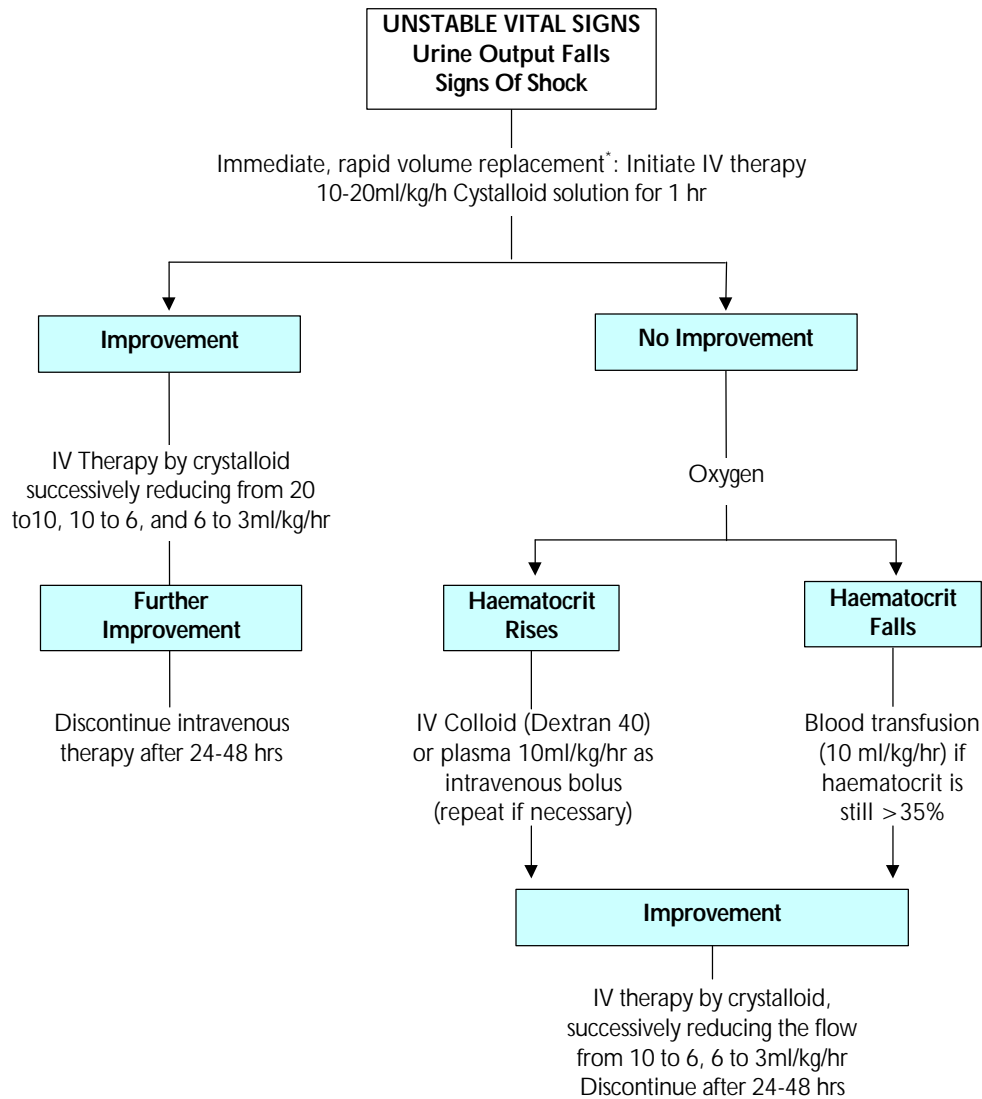 UNSTABLE VITAL SIGNS
Urine Output Falls
Signs Of Shock
Immediate, rapid volume replacement*: Initiate IV therapy
10-20ml/kg/h Cystalloid solution for 1 hr
Improvement
No Improvement
IV Therapy by crystalloid
successively reducing from 20
to10, 10 to 6, and 6 to 3ml/kg/hr
Oxygen
Further
Improvement
Haematocrit
Rises
Haematocrit
Falls
Discontinue intravenous
therapy after 24-48 hrs
IV Colloid (Dextran 40)
or plasma 10ml/kg/hr as
intravenous bolus
(repeat if necessary)
Blood transfusion
(10 ml/kg/hr) if
haematocrit is
still >35%
Improvement
IV therapy by crystalloid,
successively reducing the flow
from 10 to 6, 6 to 3ml/kg/hr
Discontinue after 24-48 hrs